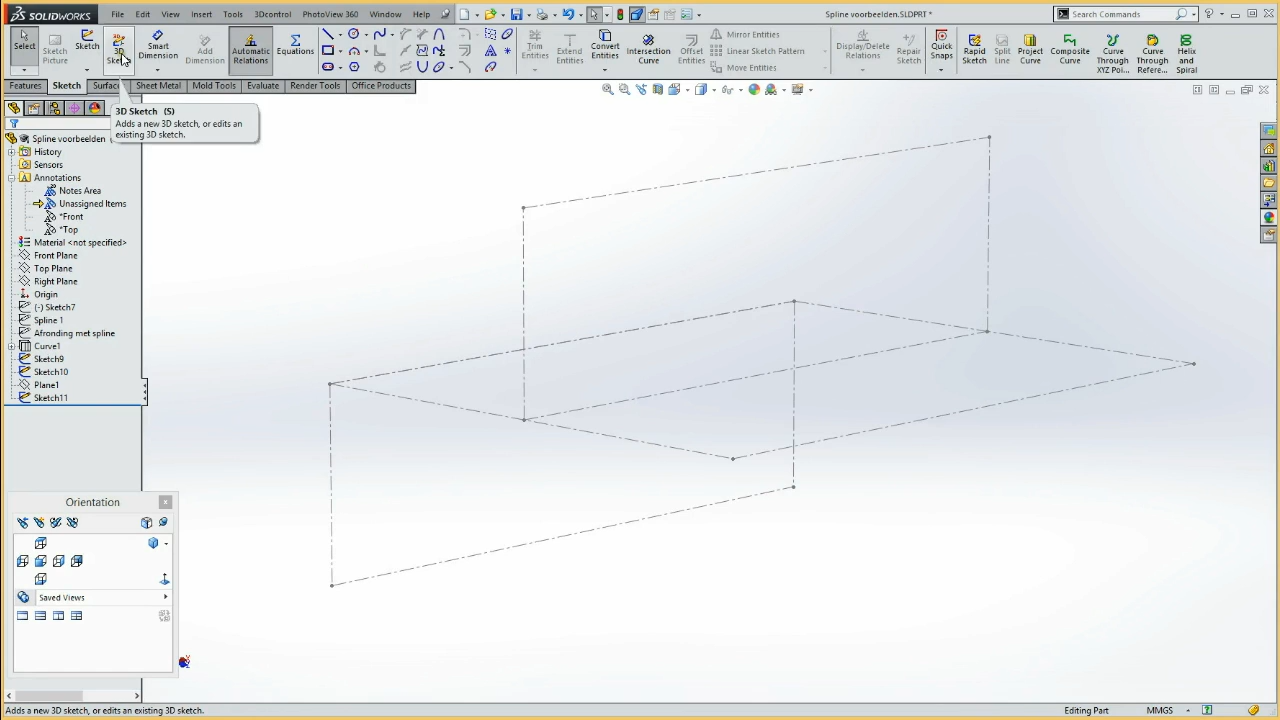 SOLIDWORKS File Edit View Insert Tools 3Dcontrol PhotoView 360 Window Help Spline voorbeelden.SLDPRT * Search Commands
Select Sketch Picture Sketch 3D Sketch Smart Dimension Add Dimension Automatic Relations Equations Trim Entities Extend Entities Convert Entities Intersection Curve Offset Entities Mirror Entities Linear Sketch Pattern Move Entities Display/Delete Relations Repair Sketch Quick Snaps Rapid Sketch Split Line Project Curve Composite Curve Curve Through XYZ Poi... Curve Through Refere... Helix and Spiral
Features Sketch Surfac Sheet Metal Mold Tools Evaluate Render Tools Office Products
3D Sketch (S)
Adds a new 3D sketch, or edits an
existing 3D sketch.
Spline voorbeelden
History
Sensors
Annotations
Notes Area
Unassigned Items
*Front
*Top
Material <not specified>
Front Plane
Top Plane
Right Plane
Origin
(-) Sketch7
Spline 1
Afronding met spline
Curve1
Sketch9
Sketch10
Plane1
Sketch11
Orientation
Saved Views
Adds a new 3D sketch, or edits an existing 3D sketch. Editing Part MMGS